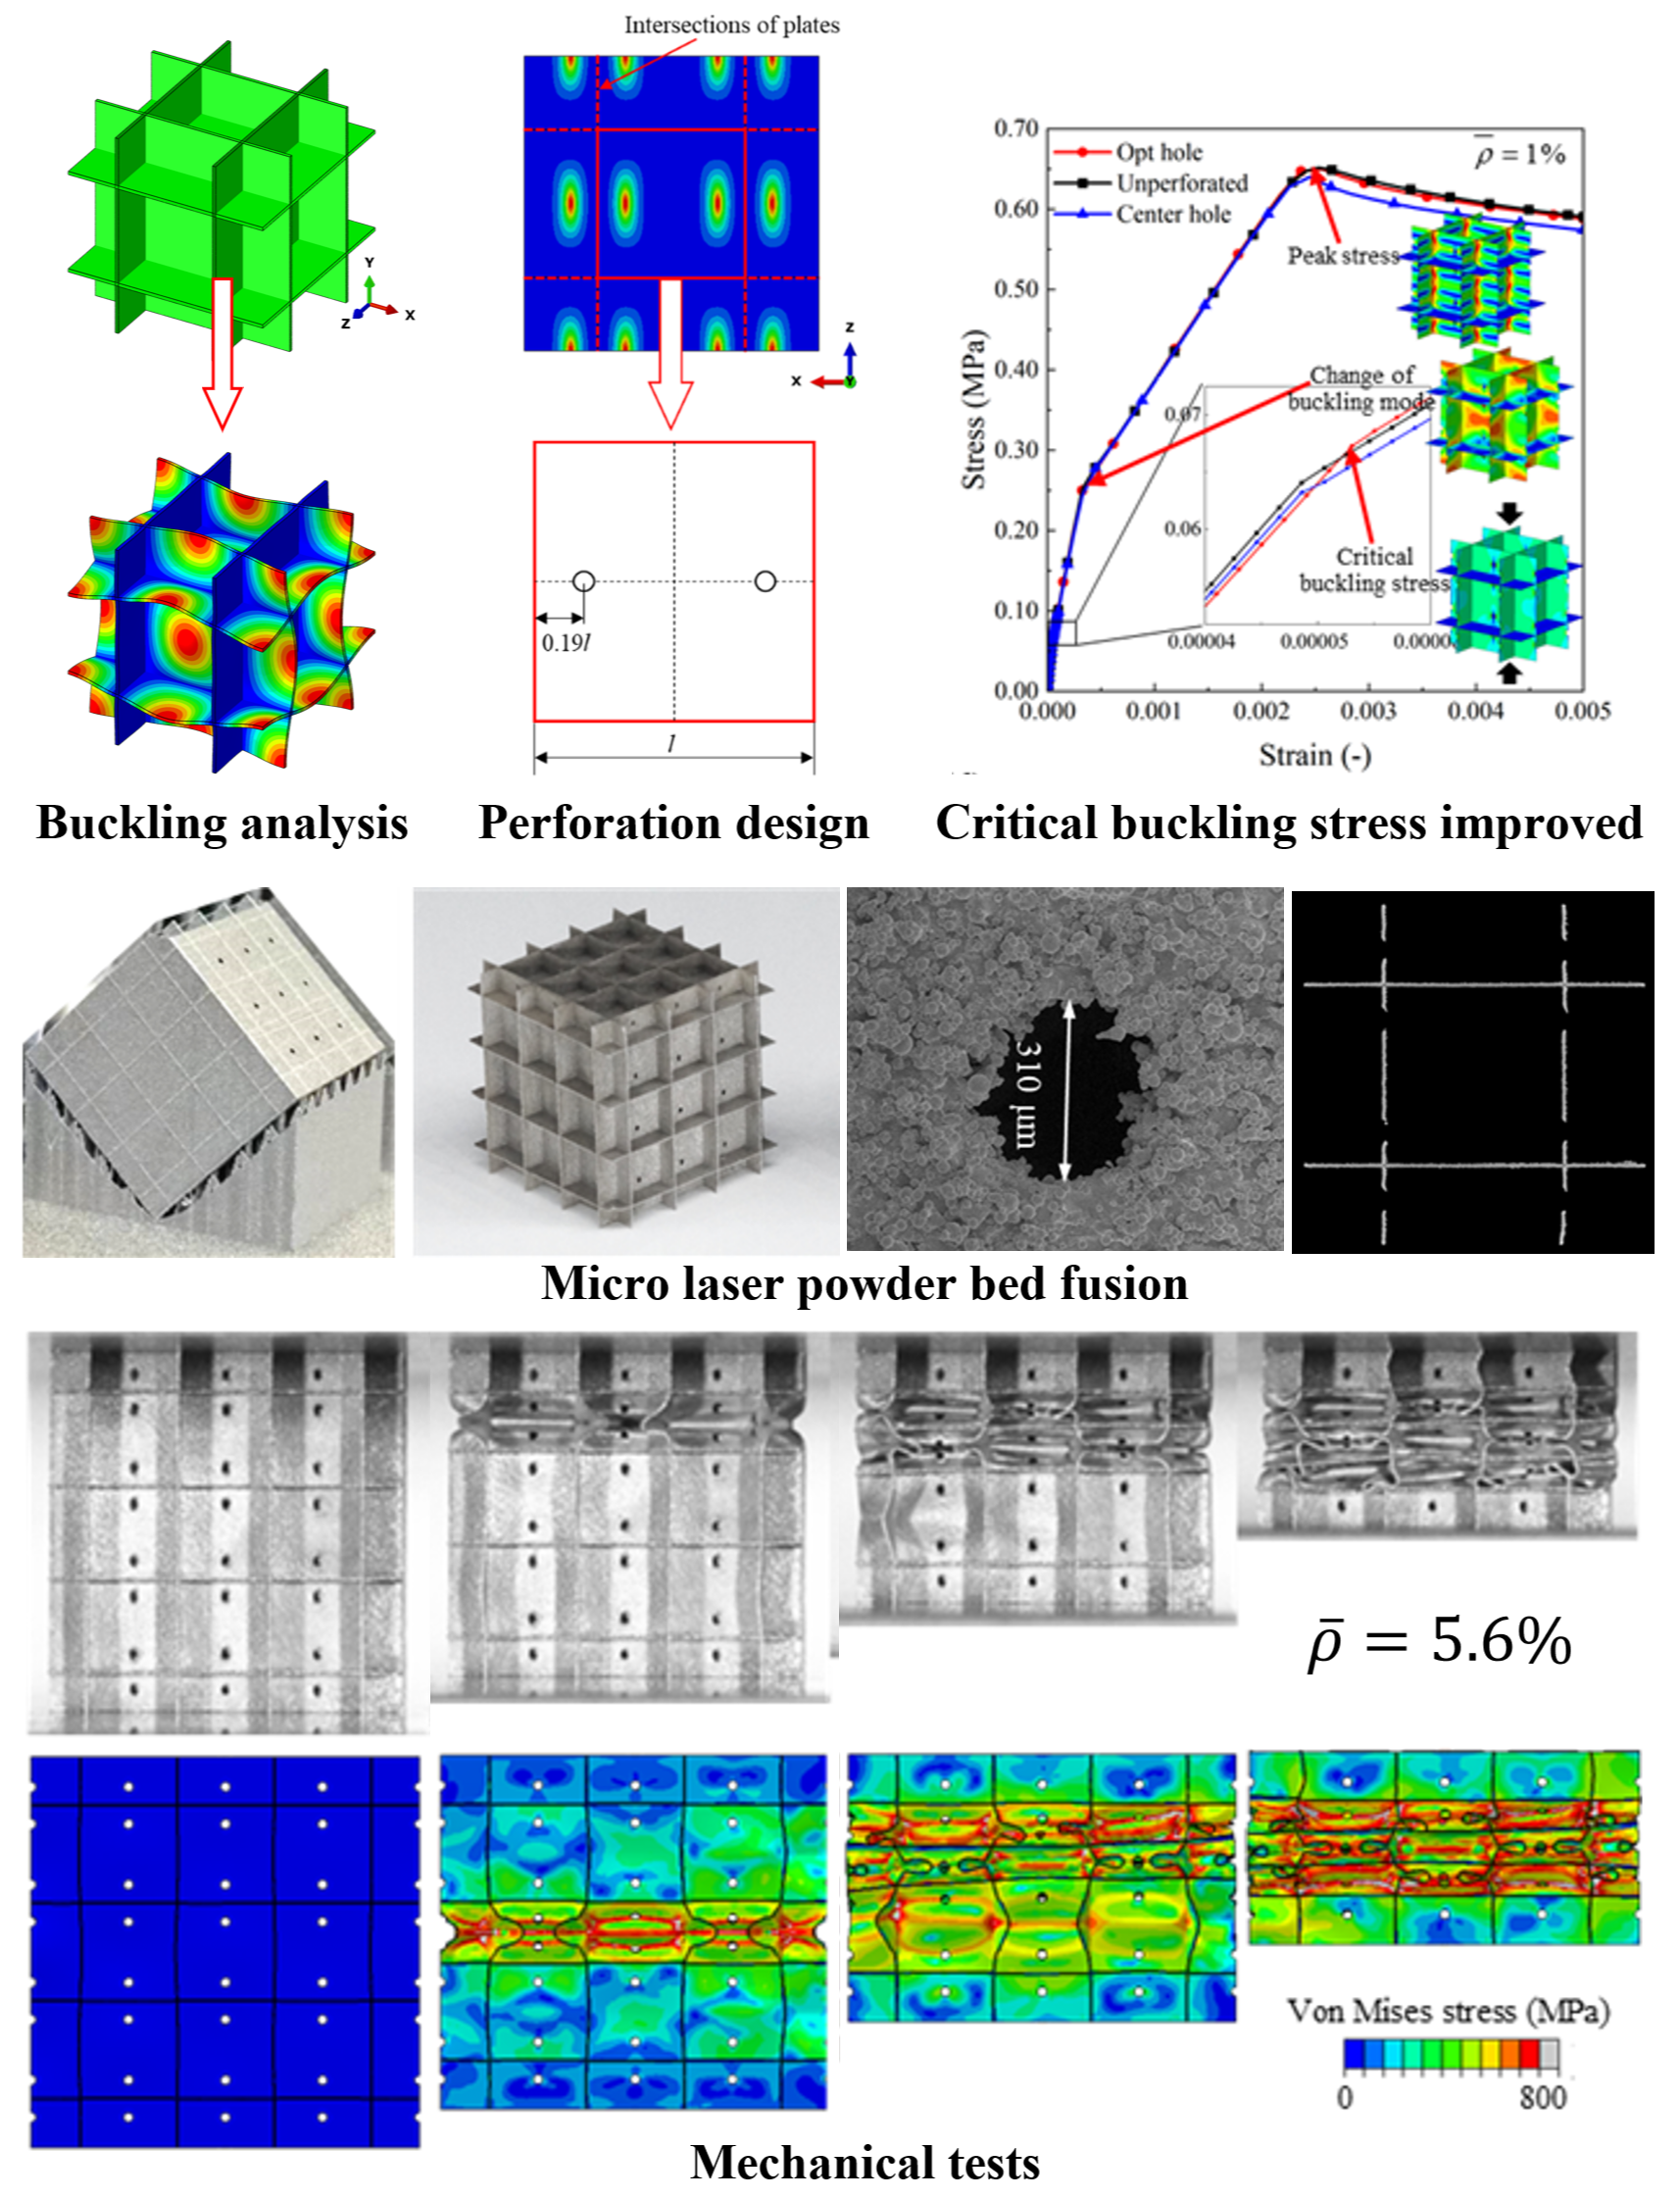 Intersections of plates
Y
X
Z
Z
X
Y
0.19l
l
Opt hole
Unperforated
Center hole
ρ̄ = 1%
Peak stress
Change of
buckling mode
Critical
buckling stress
0.07
0.06
0.00004 0.00005
0.70
0.60
0.50
0.40
0.30
0.20
0.10
0.00
Stress (MPa)
0.000 0.001 0.002 0.003 0.004 0.005
Strain (-)
Buckling analysis
Perforation design
Critical buckling stress improved
310 μm
Micro laser powder bed fusion
ρ̄ = 5.6%
Von Mises stress (MPa)
0 800
Mechanical tests